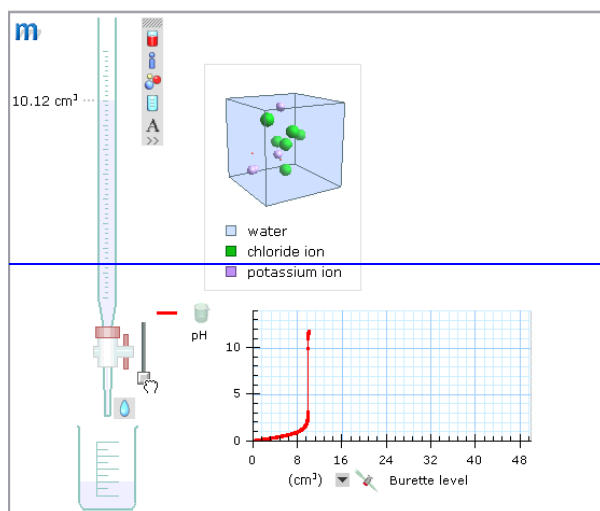 m
10.12 cm³
A
>>
water
chloride ion
potassium ion
pH
10
5
0
0 8 16 24 32 40 48
(cm³) Burette level